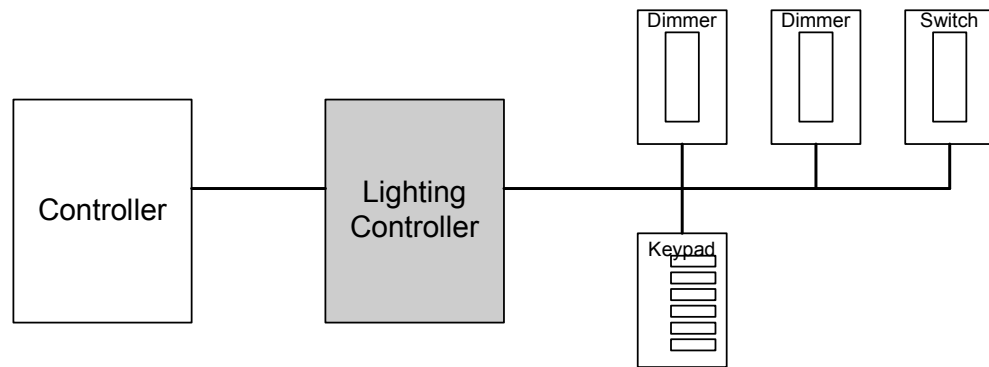 Dimmer
Dimmer
Switch
Controller
Lighting
Controller
Keypad